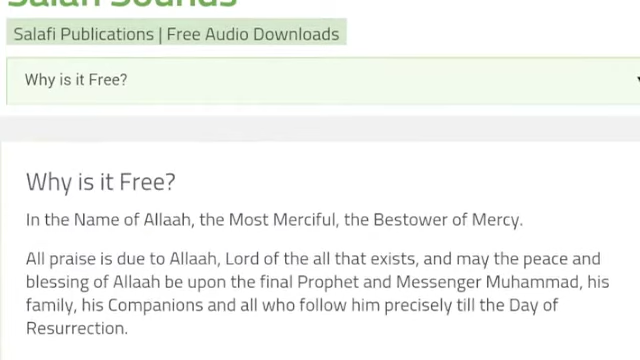 Salafi Sounds
Salafi Publications | Free Audio Downloads
Why is it Free?
Why is it Free?
In the Name of Allaah, the Most Merciful, the Bestower of Mercy.
All praise is due to Allaah, Lord of the all that exists, and may the peace and
blessing of Allaah be upon the final Prophet and Messenger Muhammad, his
family, his Companions and all who follow him precisely till the Day of
Resurrection.